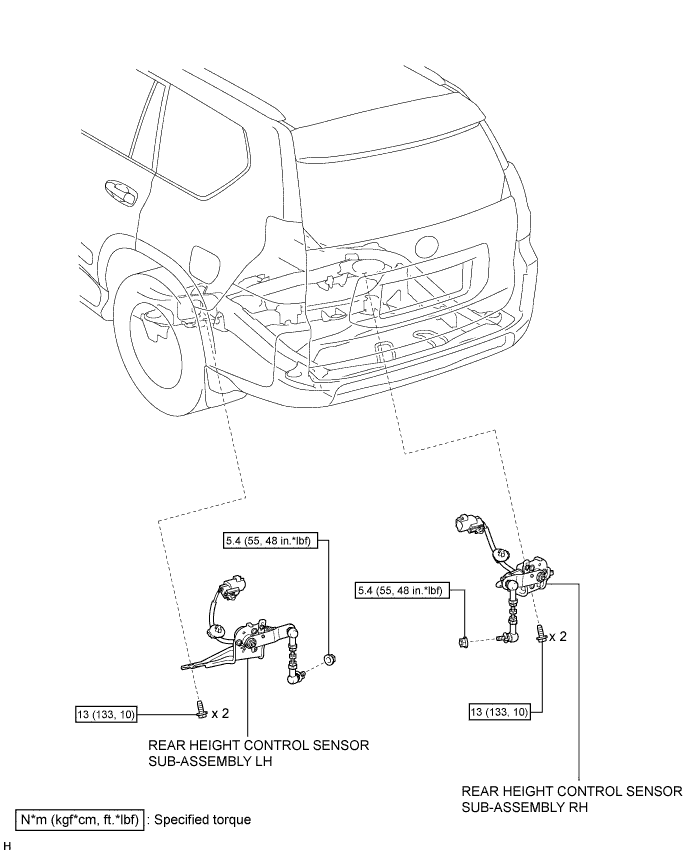 5.4 (55, 48 in.*lbf)
5.4 (55, 48 in.*lbf)
x 2
13 (133, 10)
x 2
13 (133, 10)
REAR HEIGHT CONTROL SENSOR
SUB-ASSEMBLY LH
REAR HEIGHT CONTROL SENSOR
SUB-ASSEMBLY RH
N*m (kgf*cm, ft.*lbf) : Specified torque
H